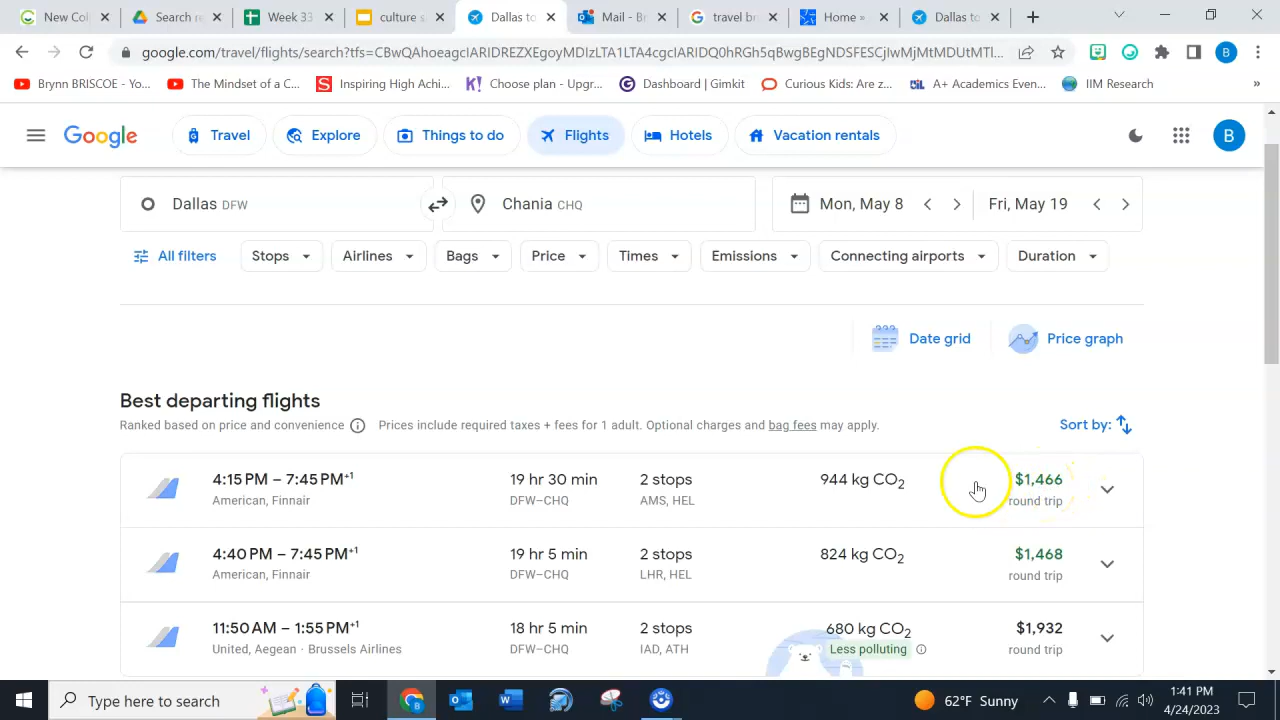 New Col
Search re
Week 33
culture s
Dallas to
Mail - Br
travel br
Home »
Dallas to
google.com/travel/flights/search?tfs=CBwQAhoeagcIARIDREZXEgoyMDIzLTA1LTA4cgcIARIDQ0hRGh5qBwgBEgNDSFESCjIwMjMtMDUtMTl...
B
Brynn BRISCOE - Yo...
The Mindset of a C...
Inspiring High Achi...
Choose plan - Upgr...
Dashboard | Gimkit
Curious Kids: Are z...
A+ Academics Even...
IIM Research
»
Google
Travel
Explore
Things to do
Flights
Hotels
Vacation rentals
B
Dallas DFW
Chania CHQ
Mon, May 8
Fri, May 19
All filters
Stops
Airlines
Bags
Price
Times
Emissions
Connecting airports
Duration
Date grid
Price graph
Best departing flights
Ranked based on price and convenience
Prices include required taxes + fees for 1 adult. Optional charges and bag fees may apply.
Sort by:
4:15 PM – 7:45 PM+1
19 hr 30 min
2 stops
944 kg CO2
$1,466
American, Finnair
DFW–CHQ
AMS, HEL
round trip
4:40 PM – 7:45 PM+1
19 hr 5 min
2 stops
824 kg CO2
$1,468
American, Finnair
DFW–CHQ
LHR, HEL
round trip
11:50 AM – 1:55 PM+1
18 hr 5 min
2 stops
680 kg CO2
$1,932
United, Aegean · Brussels Airlines
DFW–CHQ
IAD, ATH
Less polluting
round trip
Type here to search
62°F Sunny
1:41 PM
4/24/2023